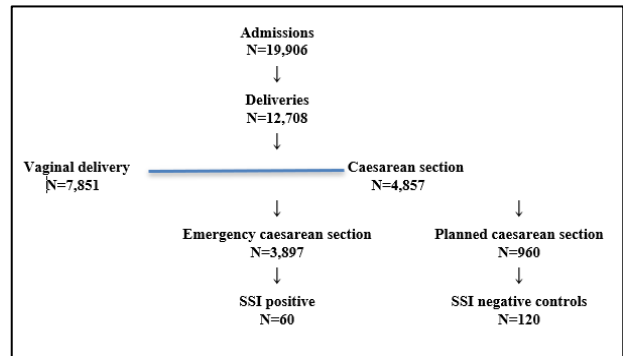 Admissions
N=19,906
↓
Deliveries
N=12,708
↓
Vaginal delivery Caesarean section
N=7,851 N=4,857
↓ ↓
Emergency caesarean section Planned caesarean section
N=3,897 N=960
↓ ↓
SSI positive SSI negative controls
N=60 N=120